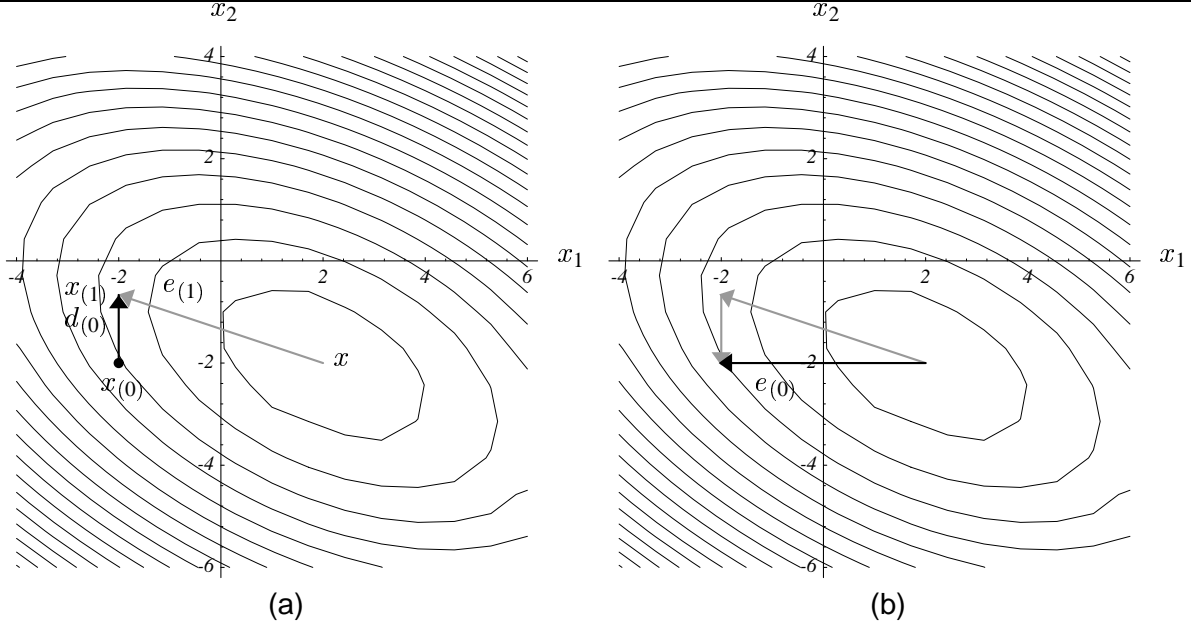 x₂ x₂
4 4
2 2
-4 -2 2 4 6 x₁ -4 -2 2 4 6 x₁
x₍₁₎ e₍₁₎
d₍₀₎
-2 x 2
x₍₀₎ e₍₀₎
-4 -4
-6 -6
(a) (b)